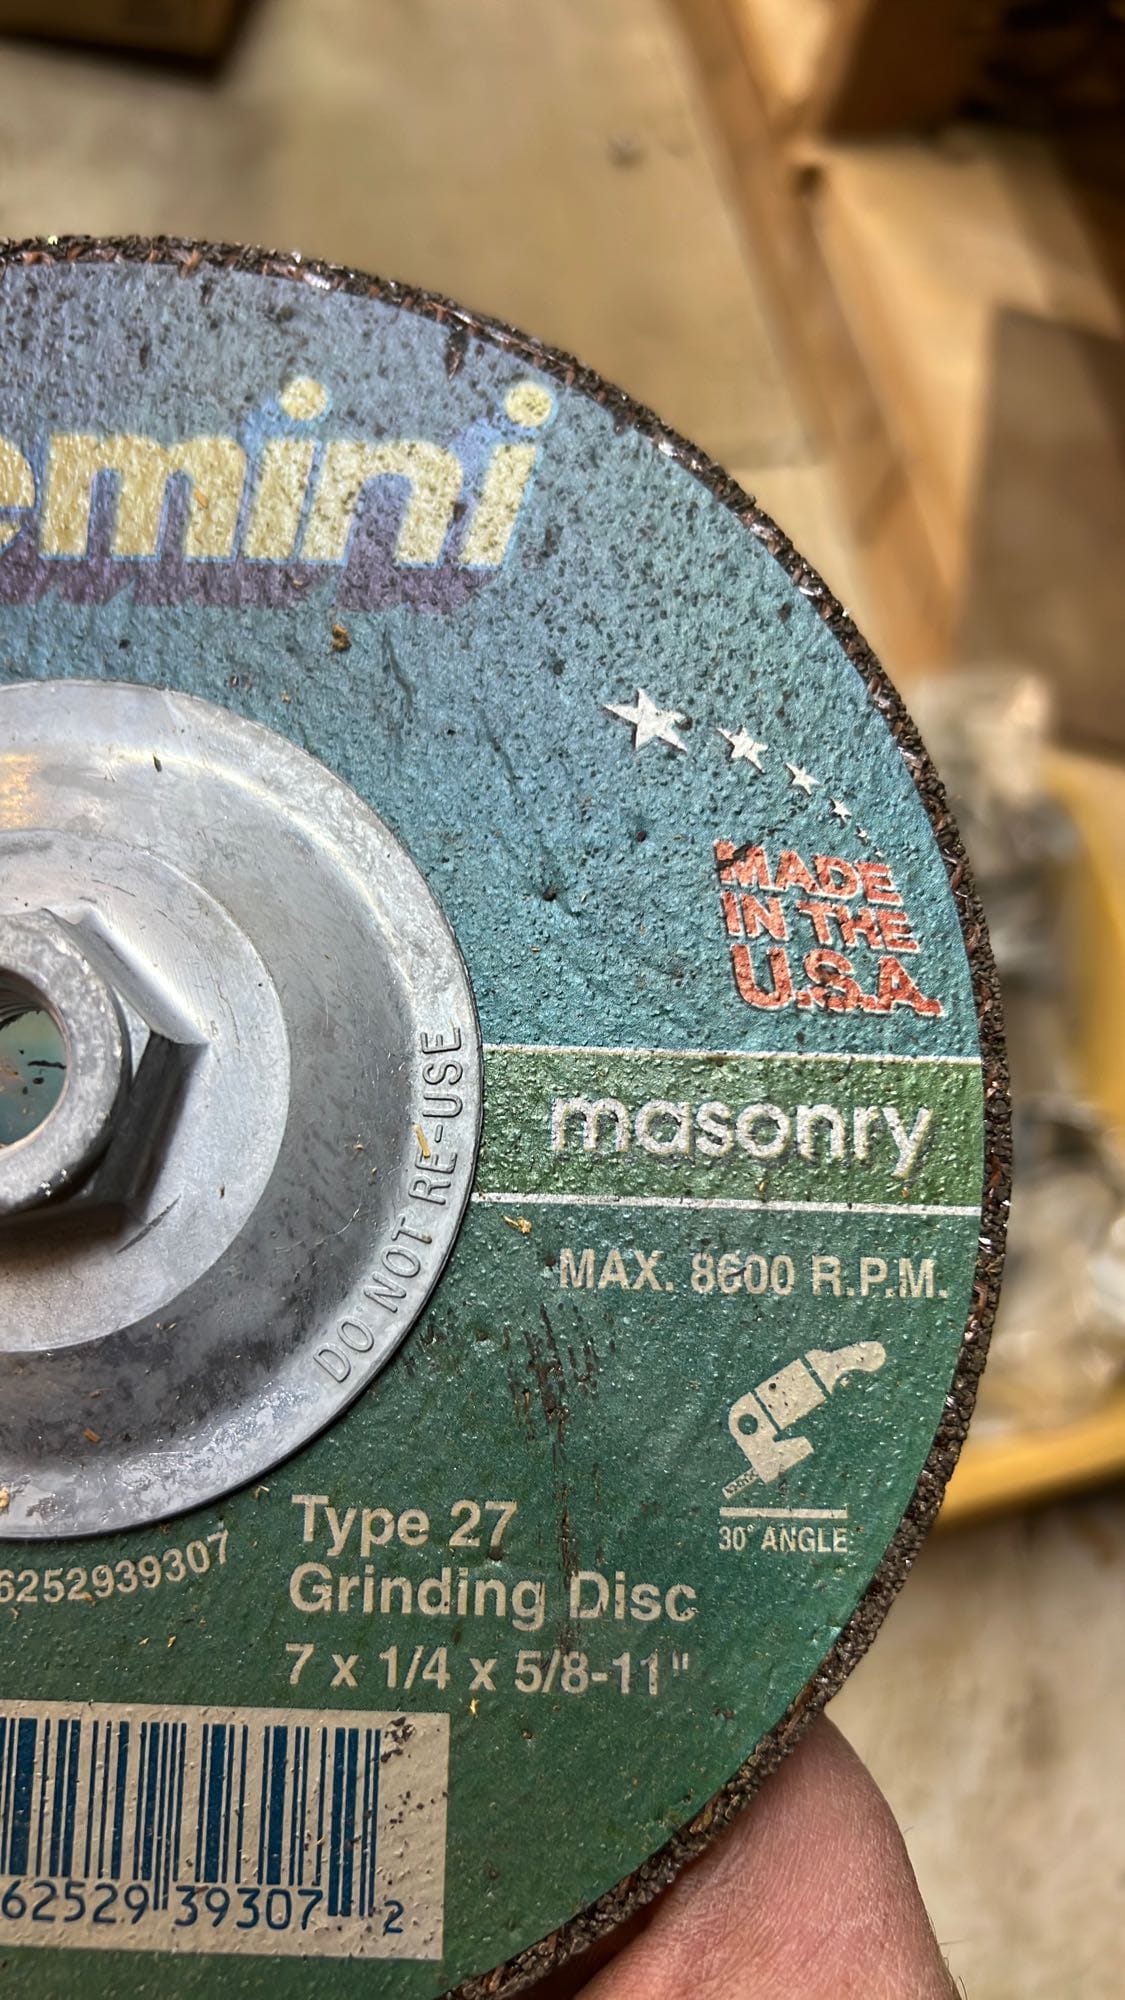 emini
MADE
IN THE
U.S.A.
masonry
MAX. 8600 R.P.M.
DO NOT RE-USE
30° ANGLE
Type 27
Grinding Disc
7 x 1/4 x 5/8-11"
6252939307
62529 39307 2